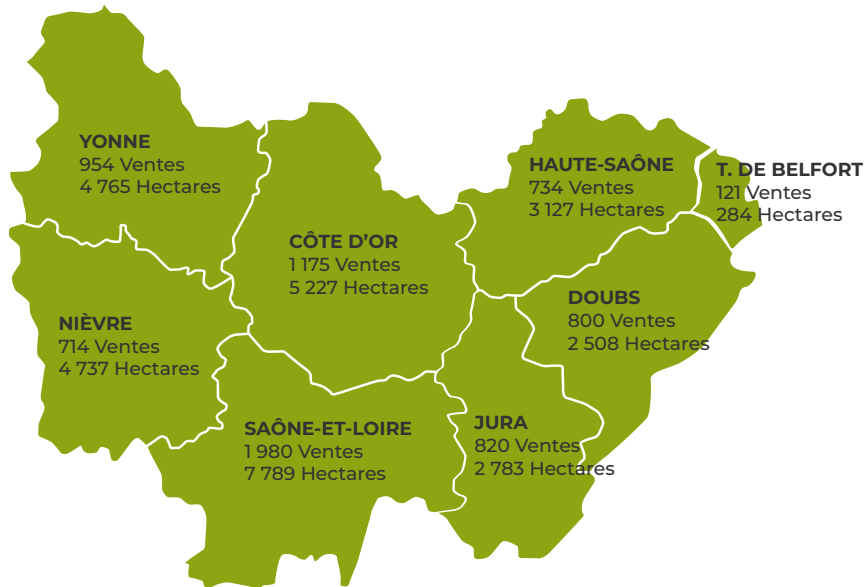 YONNE
954 Ventes
4 765 Hectares
HAUTE-SAÔNE
734 Ventes
3 127 Hectares
T. DE BELFORT
121 Ventes
284 Hectares
CÔTE D'OR
1 175 Ventes
5 227 Hectares
DOUBS
800 Ventes
2 508 Hectares
NIÈVRE
714 Ventes
4 737 Hectares
SAÔNE-ET-LOIRE
1 980 Ventes
7 789 Hectares
JURA
820 Ventes
2 783 Hectares